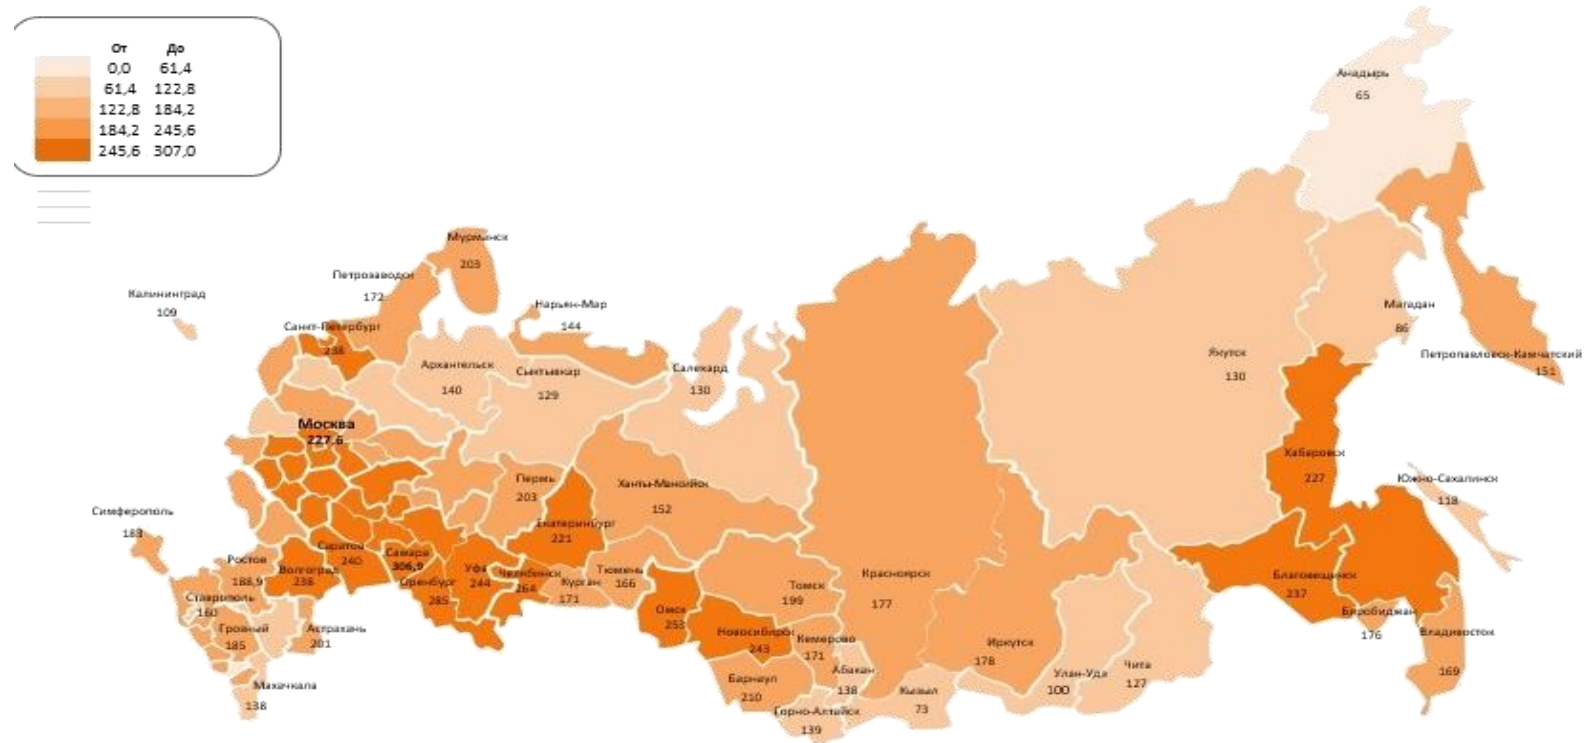 От До
0,0 61,4
61,4 122,8
122,8 184,2
184,2 245,6
245,6 307,0
Анадырь
65
Мурманск
203
Петрозаводск
172
Калининград
109
Нарьян-Мар
144
Санкт-Петербург
238
Магадан
86
Якутск
130
Петропавловск-Камчатский
151
Архангельск
140
Сыктывкар
129
Салехард
130
Москва
227,6
Хабаровск
227
Южно-Сахалинск
118
Пермь
203
Ханты-Мансийск
152
Симферополь
183
Екатеринбург
221
Саратов
240
Самара
306,9
Ростов
188,9
Волгоград
238
Оренбург
285
Уфа
244
Челябинск
264
Курган
171
Тюмень
166
Томск
199
Красноярск
177
Благовещенск
237
Биробиджан
176
Владивосток
169
Ставрополь
160
Грозный
185
Астрахань
201
Омск
253
Новосибирск
243
Кемерово
171
Иркутск
178
Махачкала
138
Барнаул
210
Абакан
138
Кызыл
73
Улан-Удэ
100
Чита
127
Горно-Алтайск
139